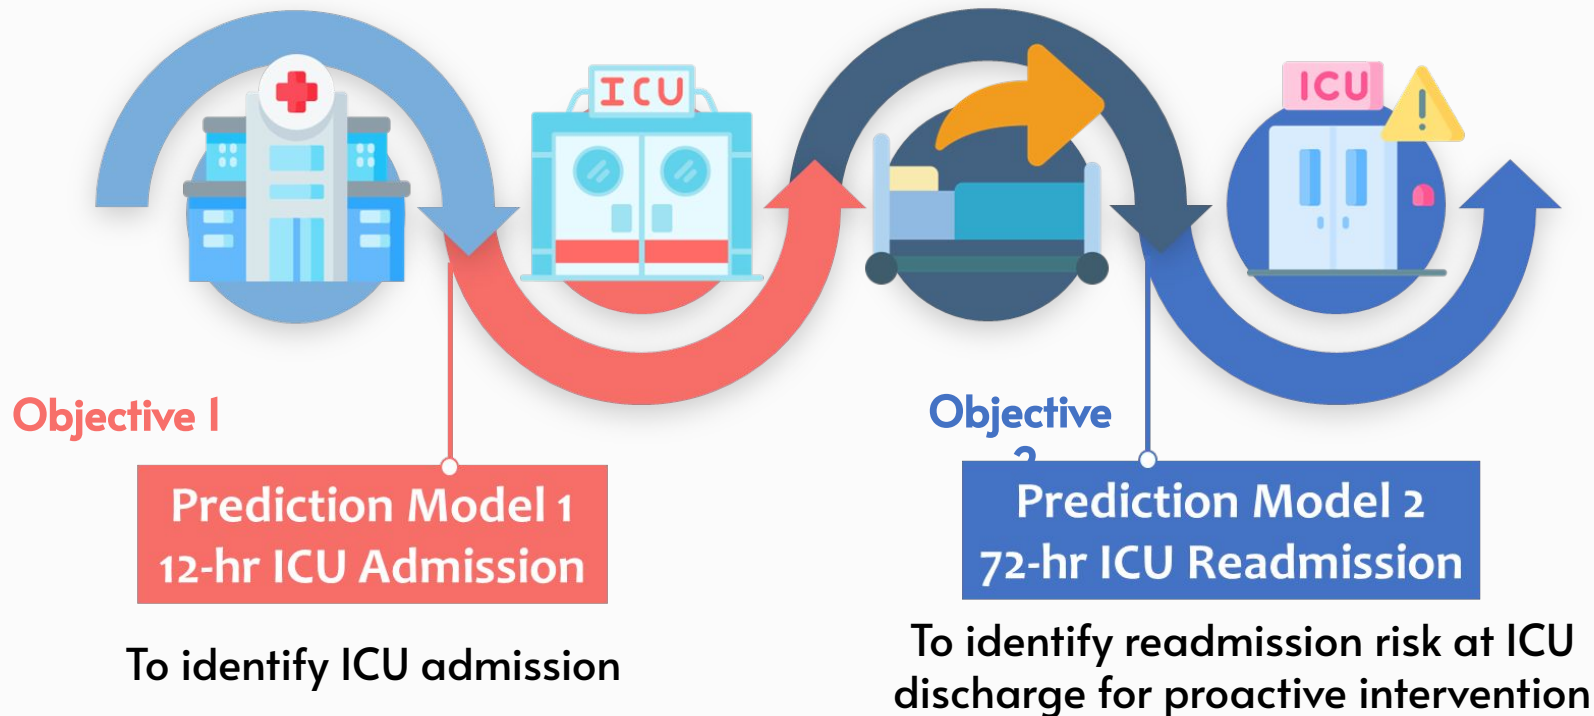 ICU
ICU
Objective 1
Prediction Model 1
12-hr ICU Admission
To identify ICU admission
Objective
Prediction Model 2
72-hr ICU Readmission
To identify readmission risk at ICU
discharge for proactive intervention